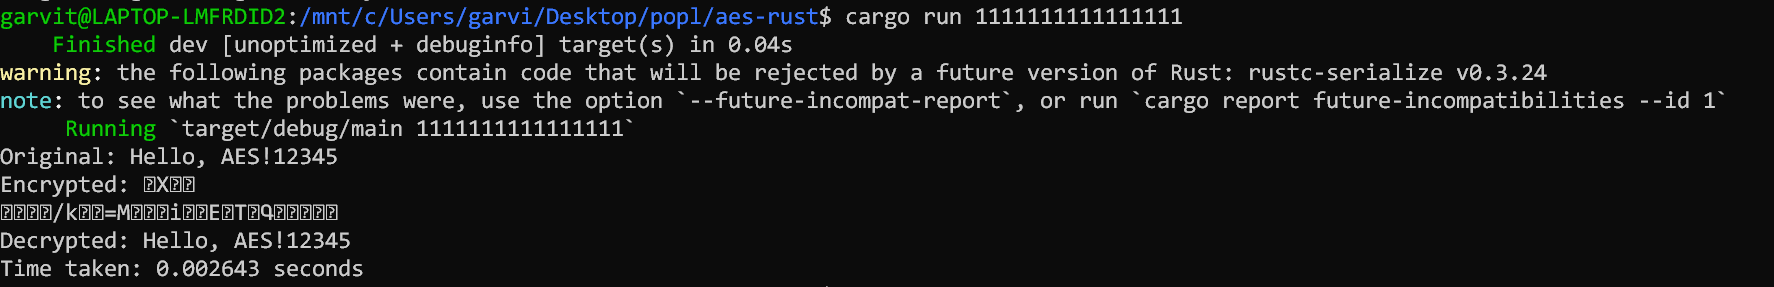 garvit@LAPTOP-LMFRDID2:/mnt/c/Users/garvi/Desktop/popl/aes-rust$ cargo run 1111111111111111
Finished dev [unoptimized + debuginfo] target(s) in 0.04s
warning: the following packages contain code that will be rejected by a future version of Rust: rustc-serialize v0.3.24
note: to see what the problems were, use the option `--future-incompat-report`, or run `cargo report future-incompatibilities --id 1`
Running `target/debug/main 1111111111111111`
Original: Hello, AES!12345
Encrypted: �X��
����/k��=M���i��E�T�ᑫ�����
Decrypted: Hello, AES!12345
Time taken: 0.002643 seconds